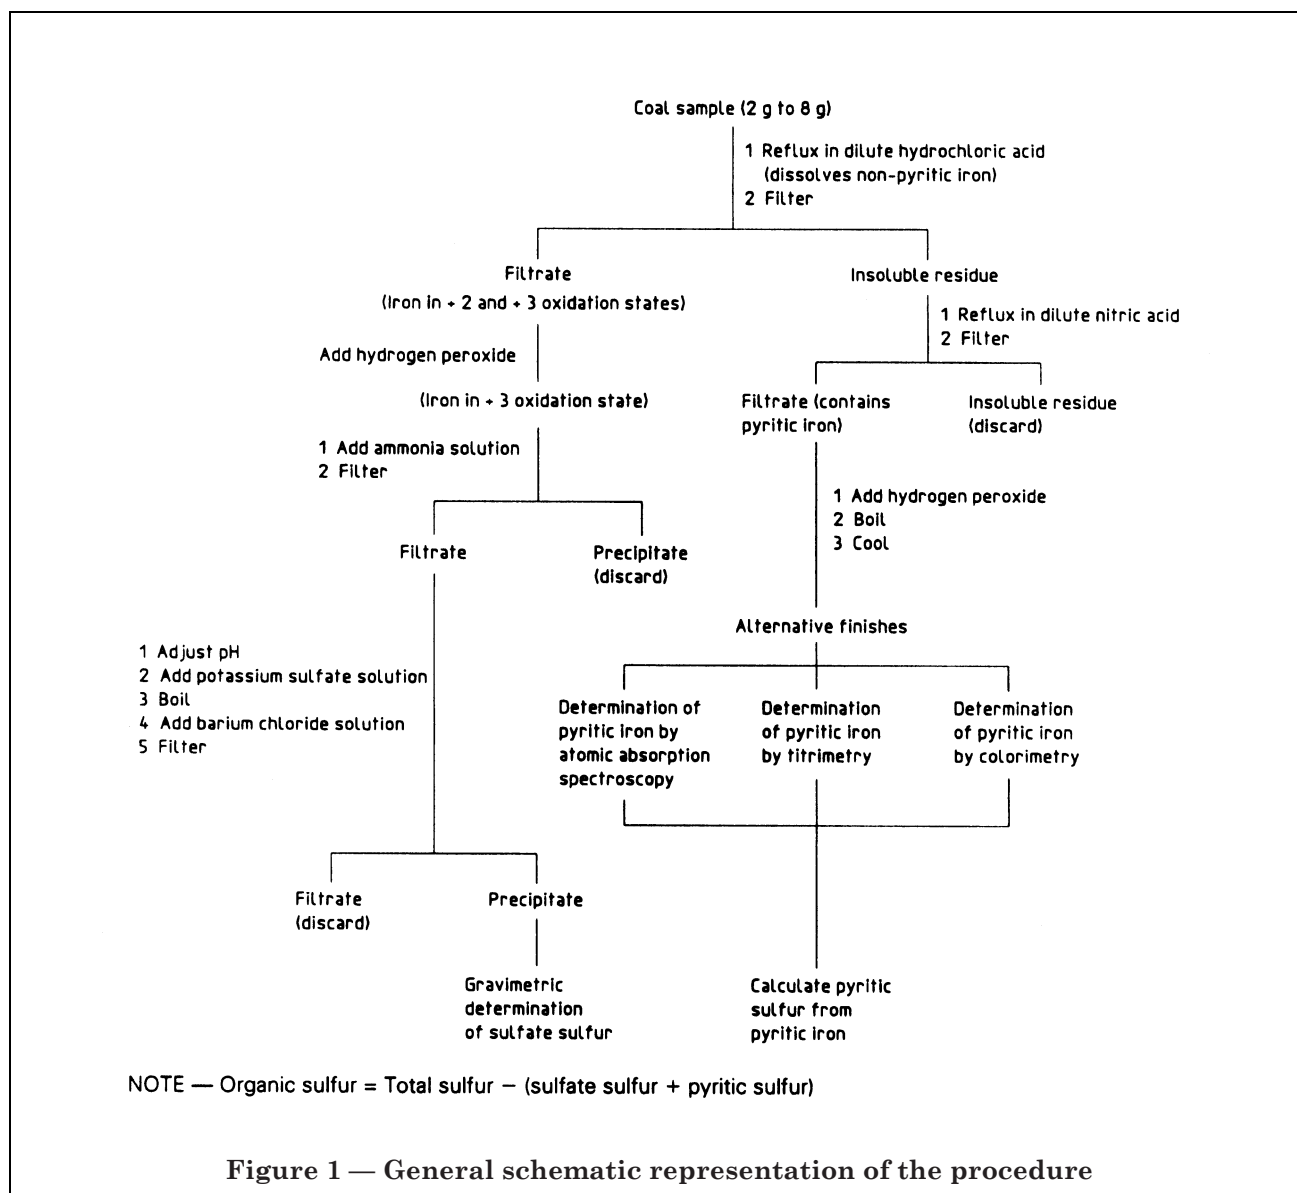 Coal sample (2 g to 8 g)
1 Reflux in dilute hydrochloric acid
(dissolves non-pyritic iron)
2 Filter
Filtrate
(Iron in + 2 and + 3 oxidation states)
Add hydrogen peroxide
(Iron in + 3 oxidation state)
1 Add ammonia solution
2 Filter
Filtrate
Precipitate
(discard)
1 Adjust pH
2 Add potassium sulfate solution
3 Boil
4 Add barium chloride solution
5 Filter
Filtrate
(discard)
Precipitate
Gravimetric
determination
of sulfate sulfur
Insoluble residue
1 Reflux in dilute nitric acid
2 Filter
Filtrate (contains
pyritic iron)
Insoluble residue
(discard)
1 Add hydrogen peroxide
2 Boil
3 Cool
Alternative finishes
Determination of
pyritic iron by
atomic absorption
spectroscopy
Determination
of pyritic iron
by titrimetry
Determination
of pyritic iron
by colorimetry
Calculate pyritic
sulfur from
pyritic iron
NOTE — Organic sulfur = Total sulfur − (sulfate sulfur + pyritic sulfur)
Figure 1 — General schematic representation of the procedure